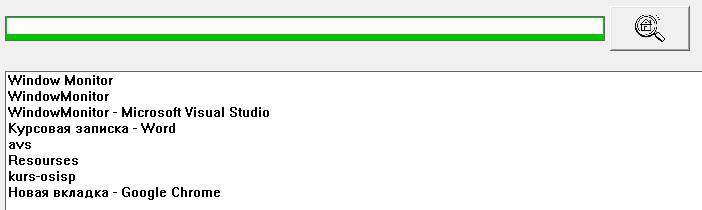 Window Monitor
WindowMonitor
WindowMonitor - Microsoft Visual Studio
Курсовая записка - Word
avs
Resourses
kurs-osisp
Новая вкладка - Google Chrome